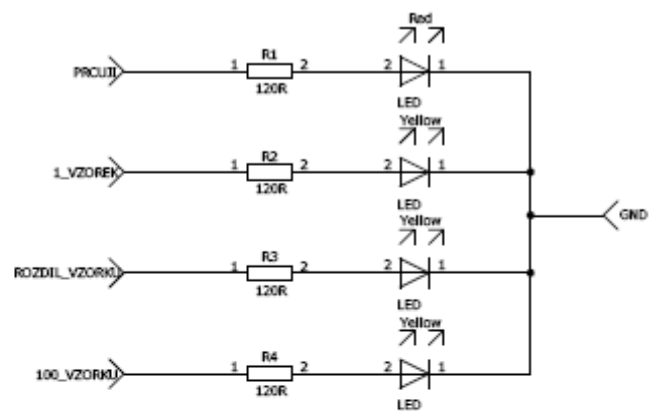 Red
R1
PRCUJI 1 2 2 1
120R
LED
Yellow
R2
1_VZOREK 1 2 2 1
120R
LED
GND
Yellow
R3
ROZDIL_VZORKU 1 2 2 1
120R
LED
Yellow
R4
100_VZORKU 1 2 2 1
120R
LED